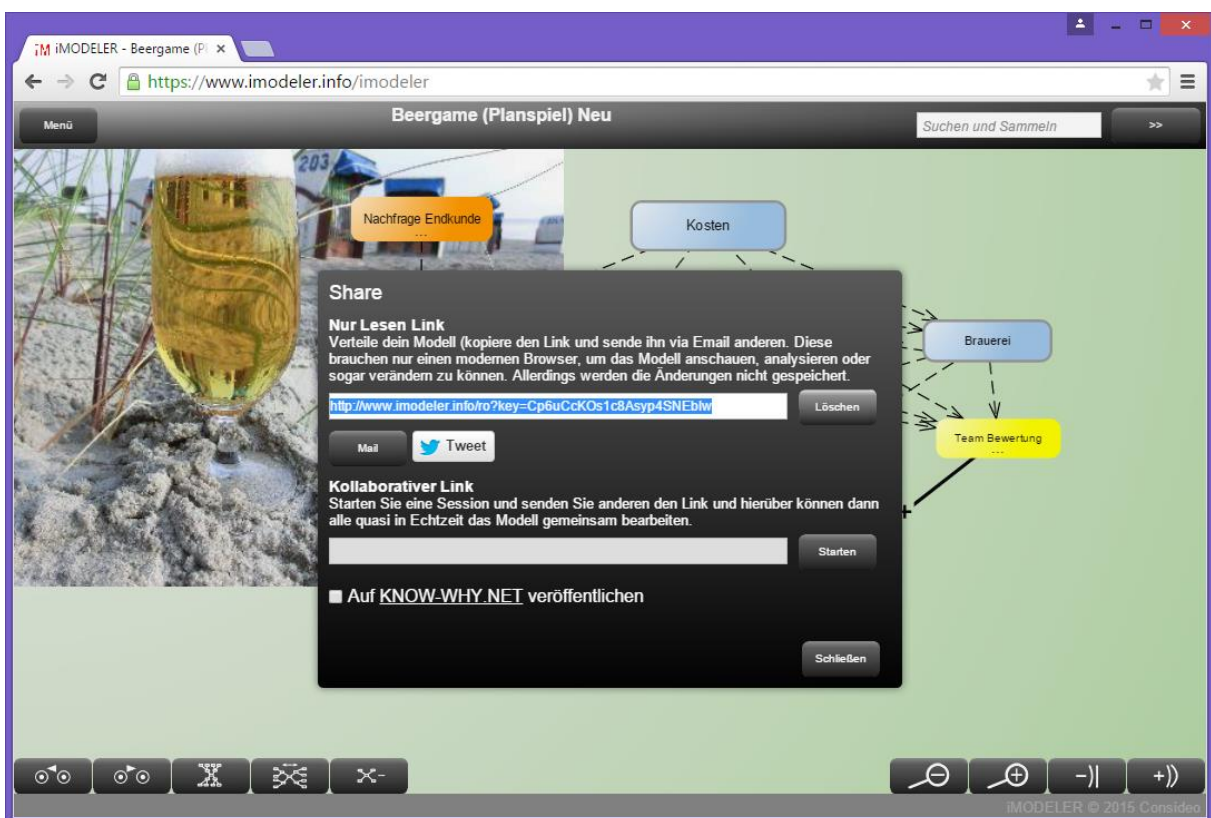 iM iMODELER - Beergame (Pl
https://www.imodeler.info/imodeler
Menü
Beergame (Planspiel) Neu
Suchen und Sammeln
>>
203
Nachfrage Endkunde
...
Kosten
Brauerei
Team Bewertung
...
+
Share
Nur Lesen Link
Verteile dein Modell (kopiere den Link und sende ihn via Email anderen. Diese
brauchen nur einen modernen Browser, um das Modell anschauen, analysieren oder
sogar verändern zu können. Allerdings werden die Änderungen nicht gespeichert.
http://www.imodeler.info/ro?key=Cp6uCcKOs1c8Asyp4SNEblw
Löschen
Mail
Tweet
Kollaborativer Link
Starten Sie eine Session und senden Sie anderen den Link und hierüber können dann
alle quasi in Echtzeit das Modell gemeinsam bearbeiten.
Starten
Auf KNOW-WHY.NET veröffentlichen
Schließen
iMODELER © 2015 Consideo